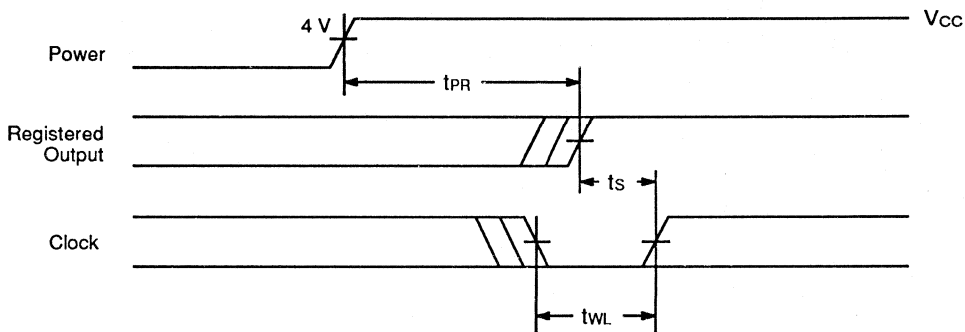 4 V
VCC
Power
tPR
Registered
Output
tS
Clock
tWL